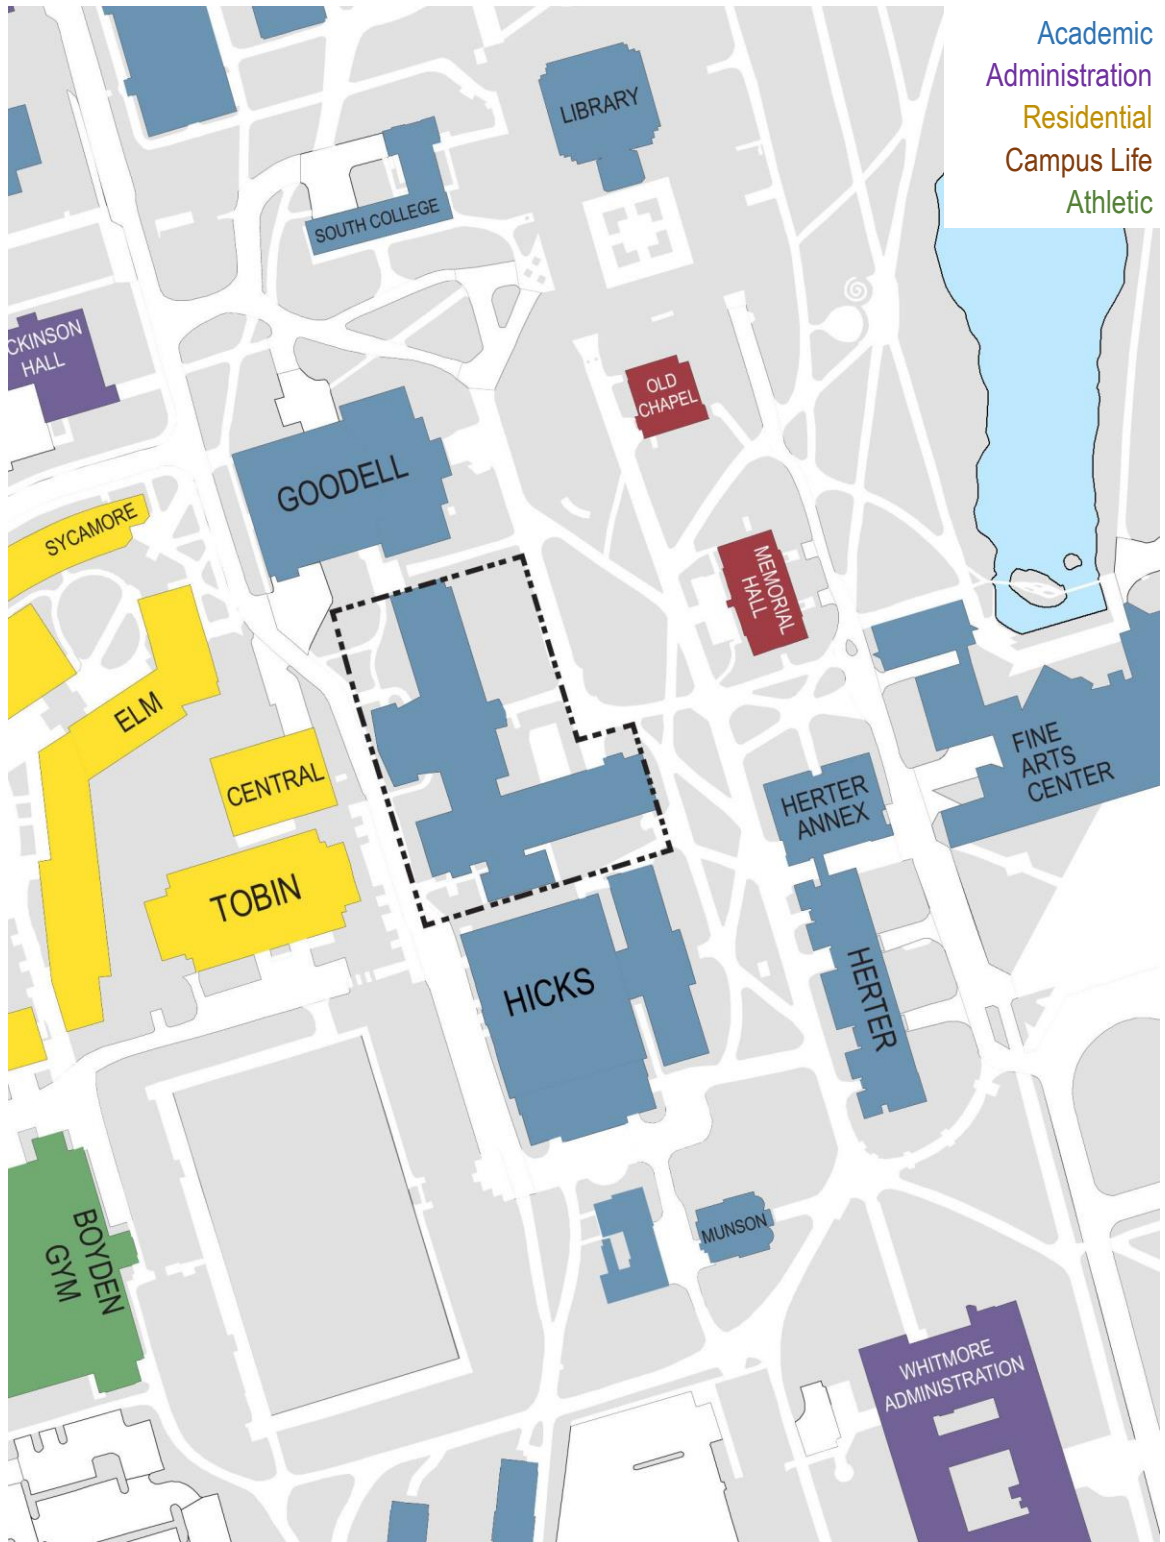 Academic
Administration
Residential
Campus Life
Athletic
LIBRARY
SOUTH COLLEGE
CKINSON
HALL
OLD
CHAPEL
GOODELL
SYCAMORE
MEMORIAL
HALL
ELM
FINE
ARTS
CENTER
CENTRAL
HERTER
ANNEX
TOBIN
HICKS
HERTER
MUNSON
BOYDEN
GYM
WHITMORE
ADMINISTRATION